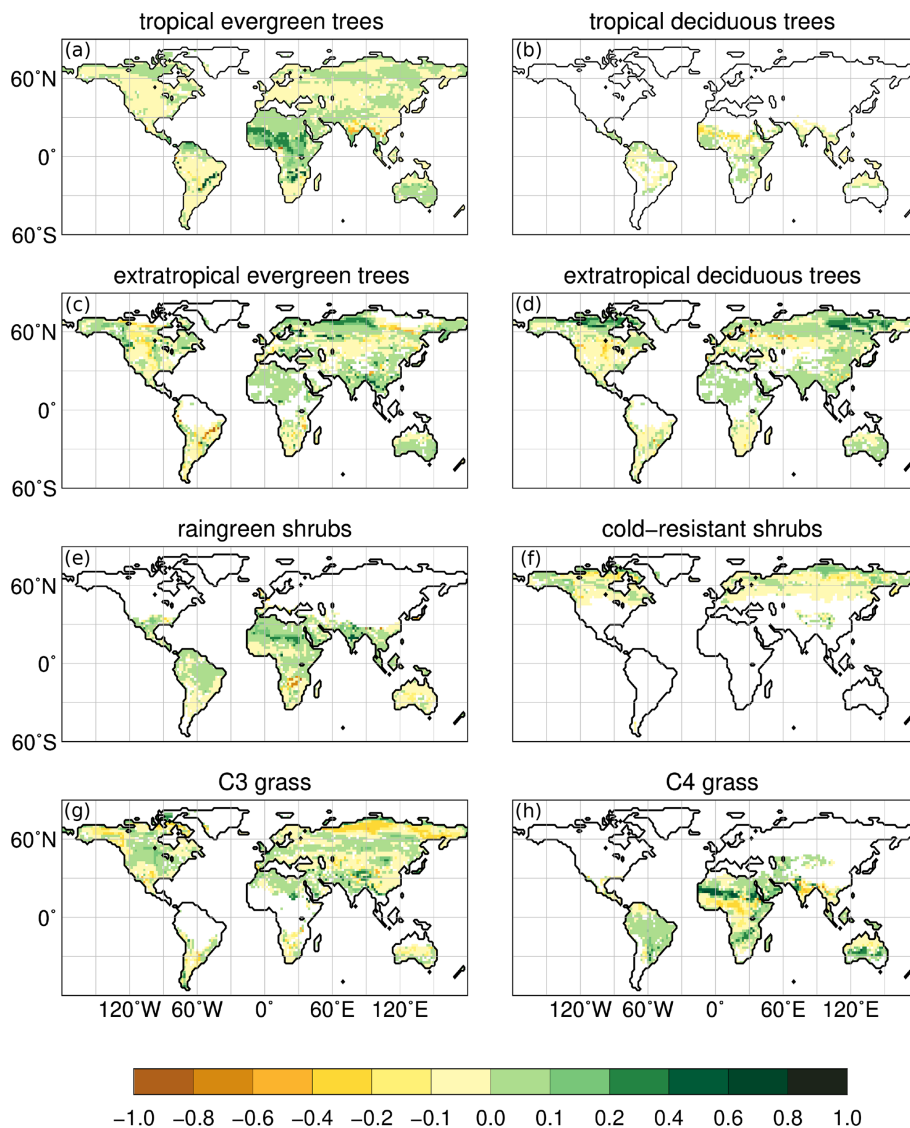 tropical evergreen trees tropical deciduous trees
(a) (b)
60°N
0°
60°S
extratropical evergreen trees extratropical deciduous trees
(c) (d)
60°N
0°
60°S
raingreen shrubs cold−resistant shrubs
(e) (f)
60°N
0°
60°S
C3 grass C4 grass
(g) (h)
60°N
0°
120°W 60°W 0° 60°E 120°E 120°W 60°W 0° 60°E 120°E
−1.0 −0.8 −0.6 −0.4 −0.2 −0.1 0.0 0.1 0.2 0.4 0.6 0.8 1.0